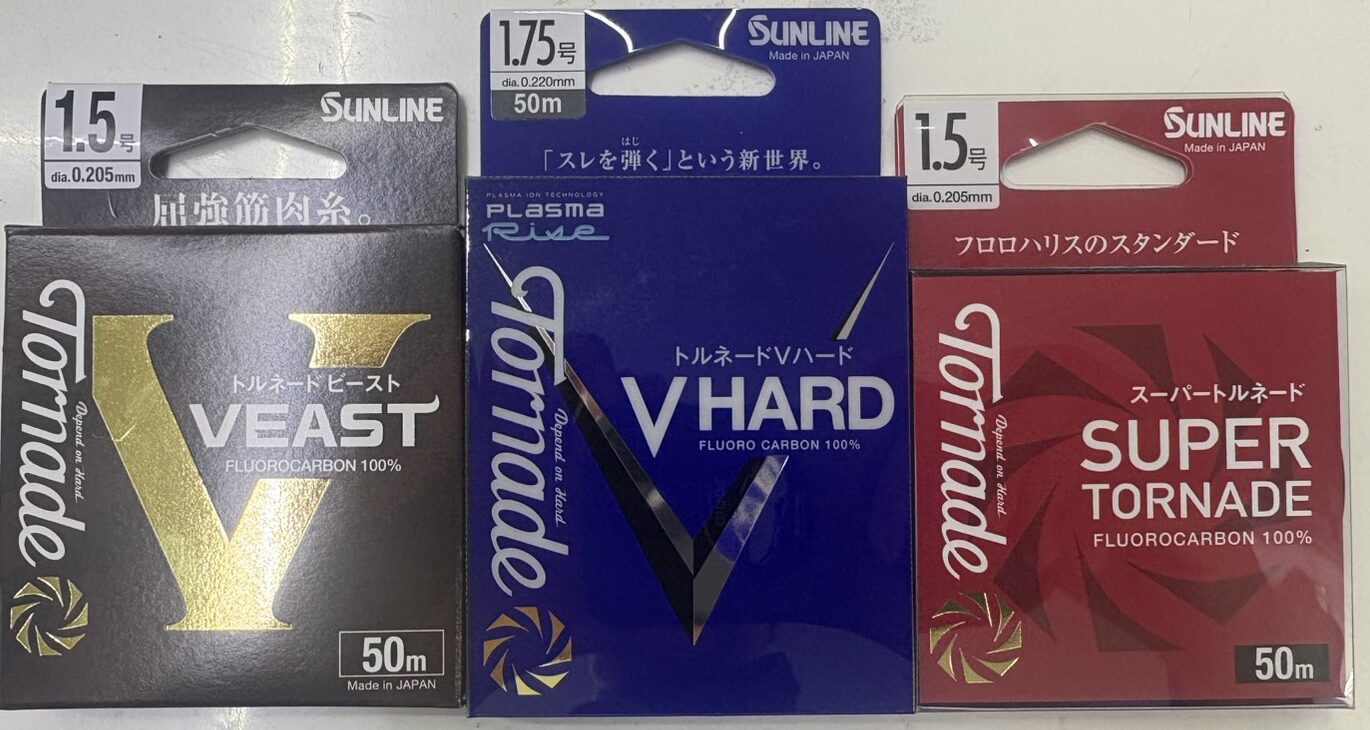 1.5号
dia.0.205mm
SUNLINE
屈強筋肉糸。
Tornade
Depend on Hard
トルネード ビースト
VEAST
FLUOROCARBON 100%
50m
Made in JAPAN
1.75号
dia.0.220mm
50m
SUNLINE
Made in JAPAN
はじ
「スレを弾く」という新世界。
PLASMA ION TECHNOLOGY
PLASMA
Rise
Tornade
Depend on Hard
トルネードVハード
V HARD
FLUORO CARBON 100%
1.5号
dia.0.205mm
SUNLINE
Made in JAPAN
フロロハリスのスタンダード
Tornade
Depend on Hard
スーパートルネード
SUPER
TORNADE
FLUOROCARBON 100%
50m